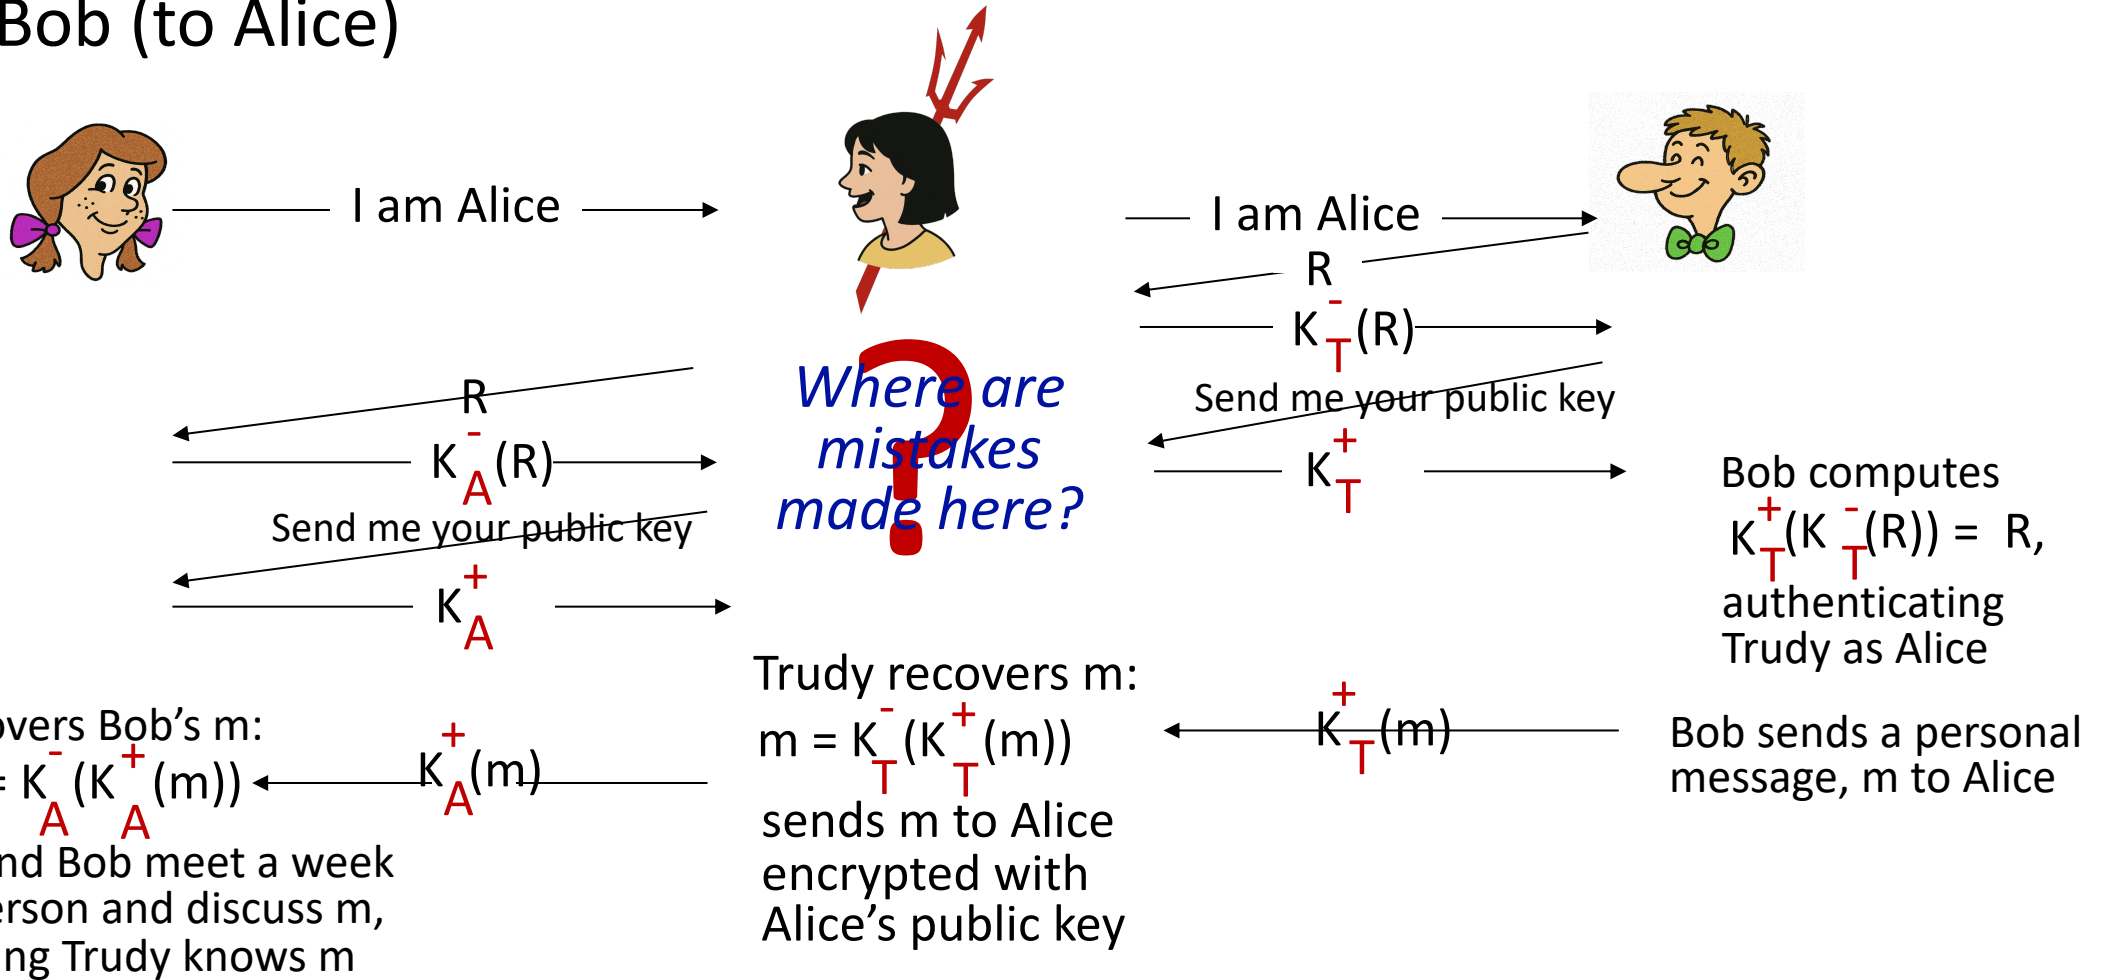 Bob (to Alice)
I am Alice
I am Alice
R
K-T(R)
Send me your public key
K+T
R
K-A(R)
Send me your public key
K+A
Where are
mistakes
made here?
?
Bob computes
K+T(K-T(R)) = R,
authenticating
Trudy as Alice
Bob sends a personal
message, m to Alice
K+T(m)
Trudy recovers m:
m = K-T(K+T(m))
sends m to Alice
encrypted with
Alice’s public key
K+A(m)
overs Bob’s m:
= K-A(K+A(m))
nd Bob meet a week
erson and discuss m,
ng Trudy knows m